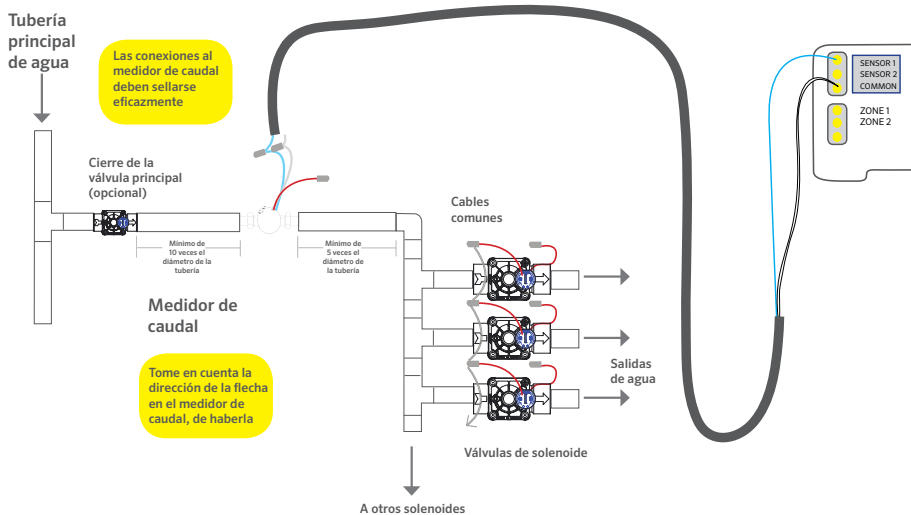 Tubería
principal
de agua
Las conexiones al
medidor de caudal
deben sellarse
eficazmente
SENSOR 1
SENSOR 2
COMMON
ZONE 1
ZONE 2
Cierre de la
válvula principal
(opcional)
Cables
comunes
Mínimo de
10 veces el
diámetro de la
tubería
Mínimo de
5 veces el
diámetro de
la tubería
Medidor de
caudal
Tome en cuenta la
dirección de la flecha
en el medidor de
caudal, de haberla
Salidas
de agua
Válvulas de solenoide
A otros solenoides